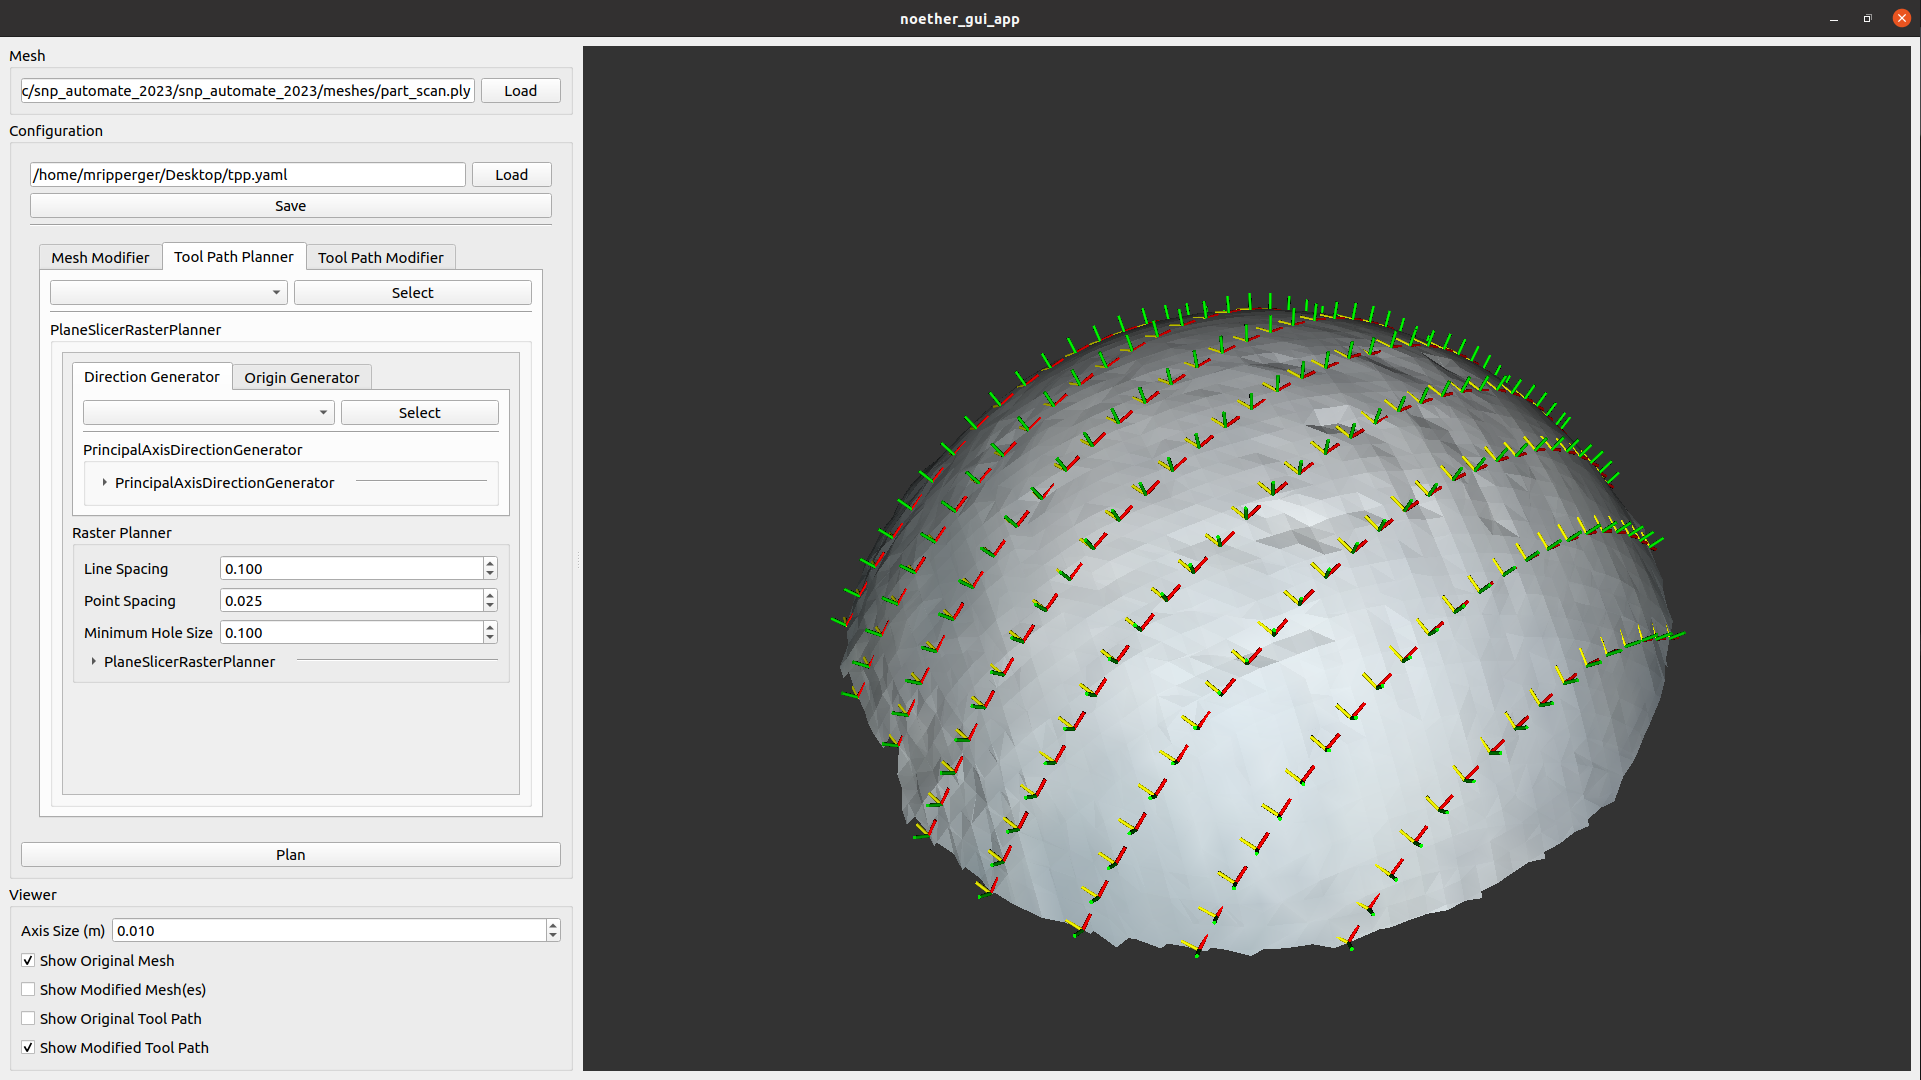 noether_gui_app
Mesh
c/snp_automate_2023/snp_automate_2023/meshes/part_scan.ply
Load
Configuration
/home/mripperger/Desktop/tpp.yaml
Load
Save
Mesh Modifier
Tool Path Planner
Tool Path Modifier
Select
PlaneSlicerRasterPlanner
Direction Generator
Origin Generator
Select
PrincipalAxisDirectionGenerator
PrincipalAxisDirectionGenerator
Raster Planner
Line Spacing
0.100
Point Spacing
0.025
Minimum Hole Size
0.100
PlaneSlicerRasterPlanner
Plan
Viewer
Axis Size (m)
0.010
Show Original Mesh
Show Modified Mesh(es)
Show Original Tool Path
Show Modified Tool Path